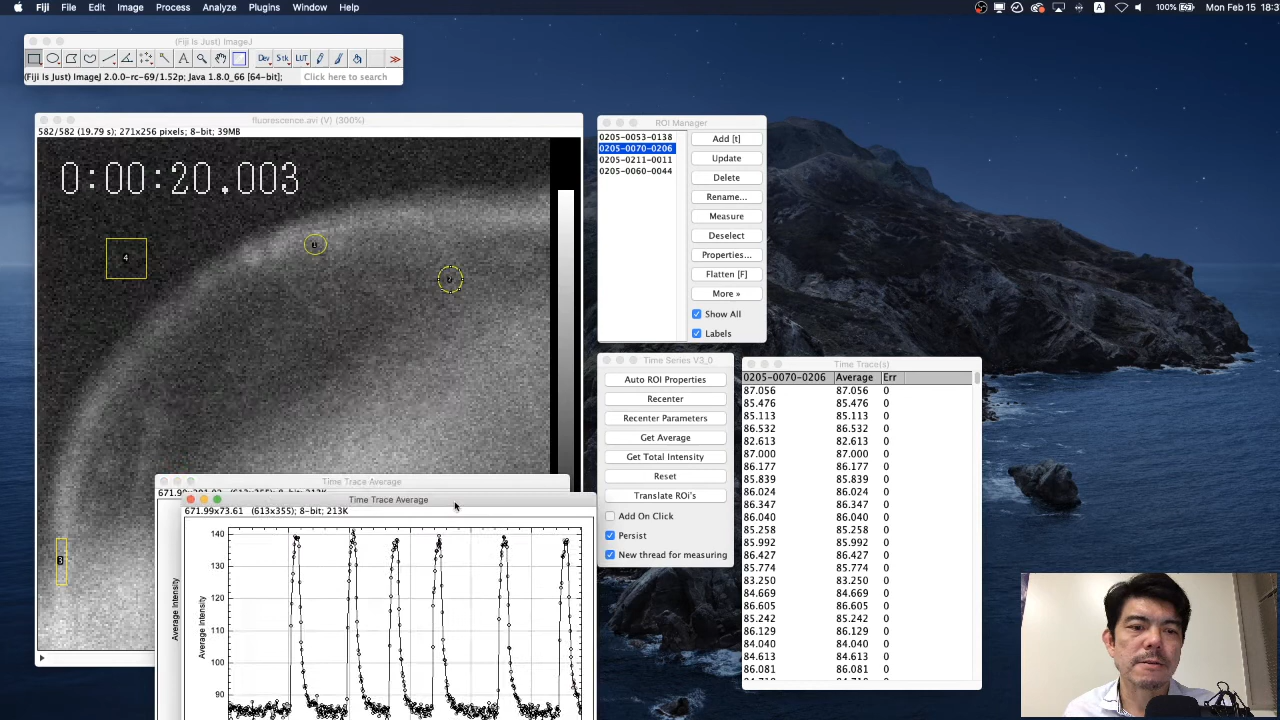 Fiji File Edit Image Process Analyze Plugins Window Help
A 100% Mon Feb 15 18:3
(Fiji Is Just) ImageJ
A Dev Stk LUT >>
(Fiji Is Just) ImageJ 2.0.0-rc-69/1.52p; Java 1.8.0_66 [64-bit]; Click here to search
fluorescence.avi (V) (300%)
582/582 (19.79 s); 271x256 pixels; 8-bit; 39MB
0:00:20.003
4
3
ROI Manager
0205-0053-0138
0205-0070-0206
0205-0211-0011
0205-0060-0044
Add [t]
Update
Delete
Rename...
Measure
Deselect
Properties...
Flatten [F]
More »
Show All
Labels
Time Series V3_0
Auto ROI Properties
Recenter
Recenter Parameters
Get Average
Get Total Intensity
Reset
Translate ROi's
Add On Click
Persist
New thread for measuring
Time Trace(s)
0205-0070-0206 Average Err
87.056 87.056 0
85.476 85.476 0
85.113 85.113 0
86.532 86.532 0
82.613 82.613 0
87.000 87.000 0
86.177 86.177 0
85.839 85.839 0
86.024 86.024 0
86.347 86.347 0
86.040 86.040 0
85.258 85.258 0
85.992 85.992 0
86.427 86.427 0
85.774 85.774 0
83.250 83.250 0
84.669 84.669 0
86.605 86.605 0
85.242 85.242 0
86.129 86.129 0
84.040 84.040 0
84.613 84.613 0
86.081 86.081 0
Time Trace Average
Average Intensity
Time Trace Average
671.99x73.61 (613x355); 8-bit; 213K
Average Intensity
140
130
120
110
100
90